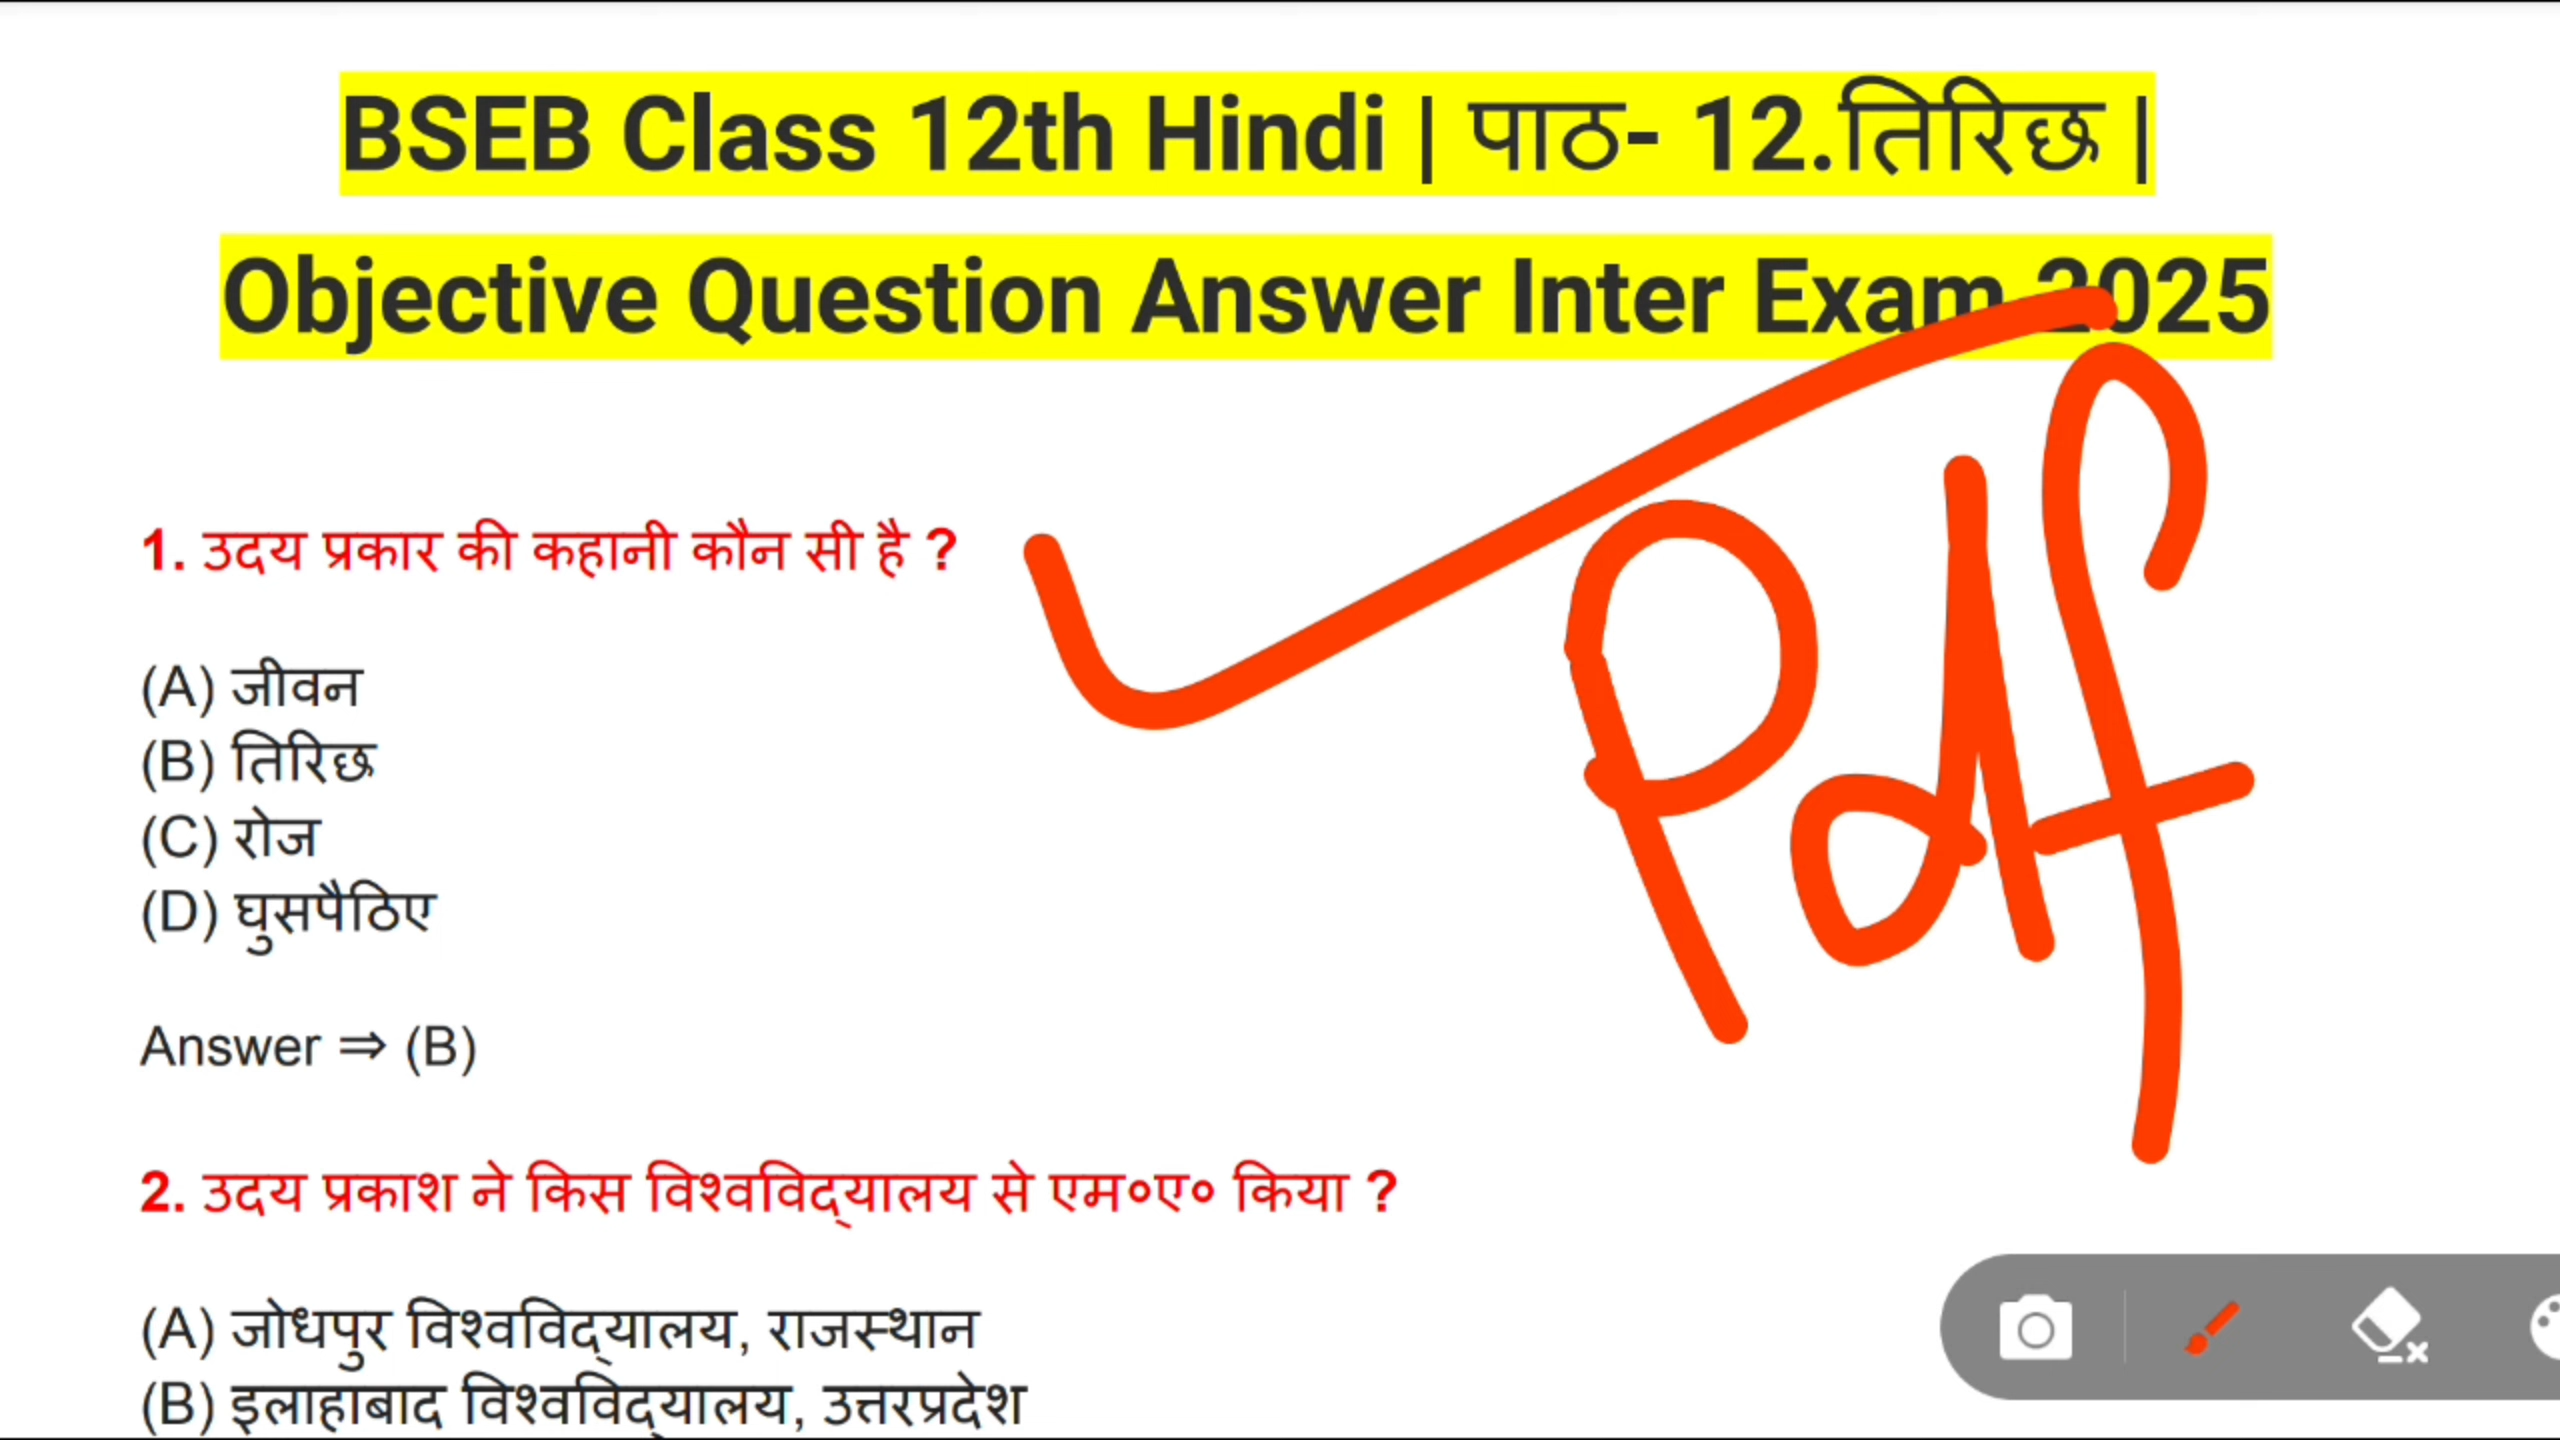 BSEB Class 12th Hindi | पाठ- 12.तिरिछ |
Objective Question Answer Inter Exam 2025
1. उदय प्रकार की कहानी कौन सी है ?
Pdf
(A) जीवन
(B) तिरिछ
(C) रोज
(D) घुसपैठिए
Answer ⇒ (B)
2. उदय प्रकाश ने किस विश्वविद्यालय से एम०ए० किया ?
(A) जोधपुर विश्वविद्यालय, राजस्थान
(B) इलाहाबाद विश्वविद्यालय, उत्तरप्रदेश